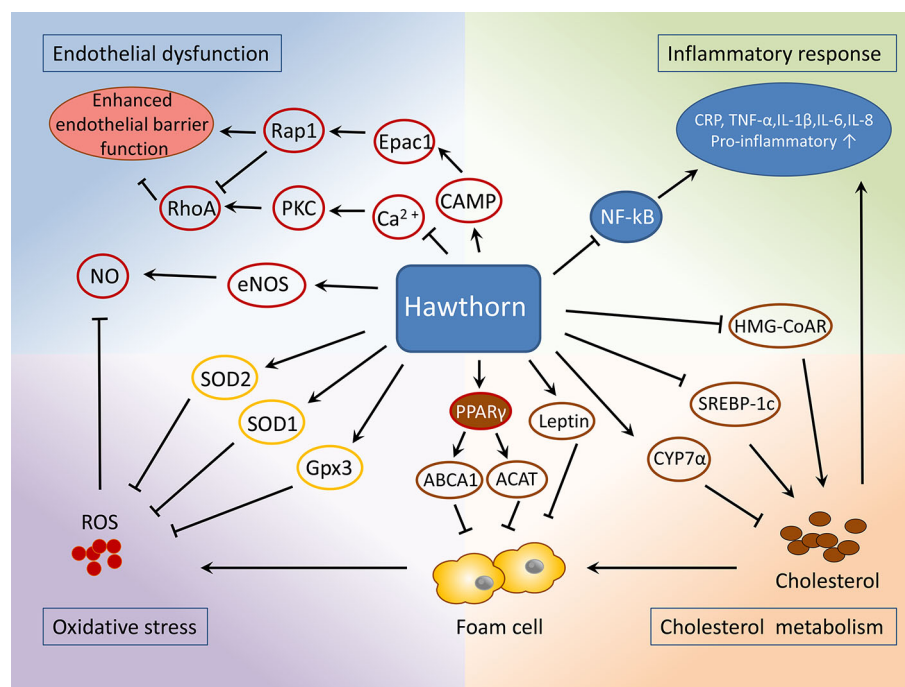 Endothelial dysfunction
Inflammatory response
Enhanced
endothelial barrier
function
Rap1
Epac1
CRP, TNF-α,IL-1β,IL-6,IL-8
Pro-inflammatory ↑
RhoA
PKC
Ca2 +
CAMP
NF-kB
NO
eNOS
Hawthorn
HMG-CoAR
SOD2
SOD1
Gpx3
PPARγ
Leptin
SREBP-1c
CYP7α
ABCA1
ACAT
ROS
Cholesterol
Oxidative stress
Foam cell
Cholesterol metabolism